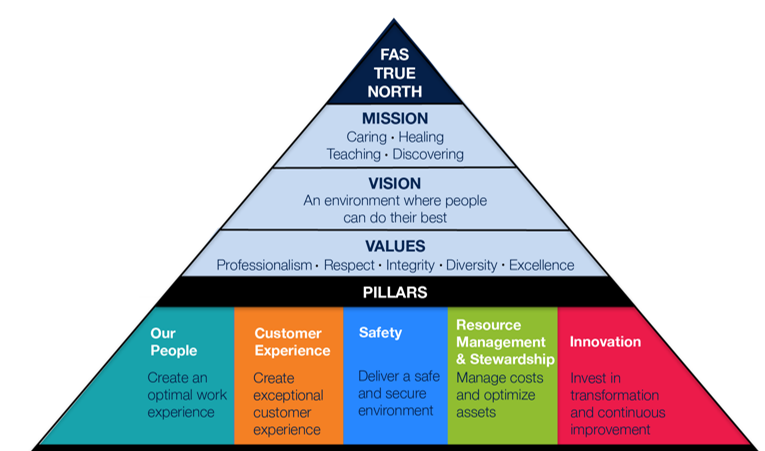 FAS
TRUE
NORTH
MISSION
Caring • Healing
Teaching • Discovering
VISION
An environment where people
can do their best
VALUES
Professionalism • Respect • Integrity • Diversity • Excellence
PILLARS
Our
People
Create an
optimal work
experience
Customer
Experience
Create
exceptional
customer
experience
Safety
Deliver a safe
and secure
environment
Resource
Management
& Stewardship
Manage costs
and optimize
assets
Innovation
Invest in
transformation
and continuous
improvement